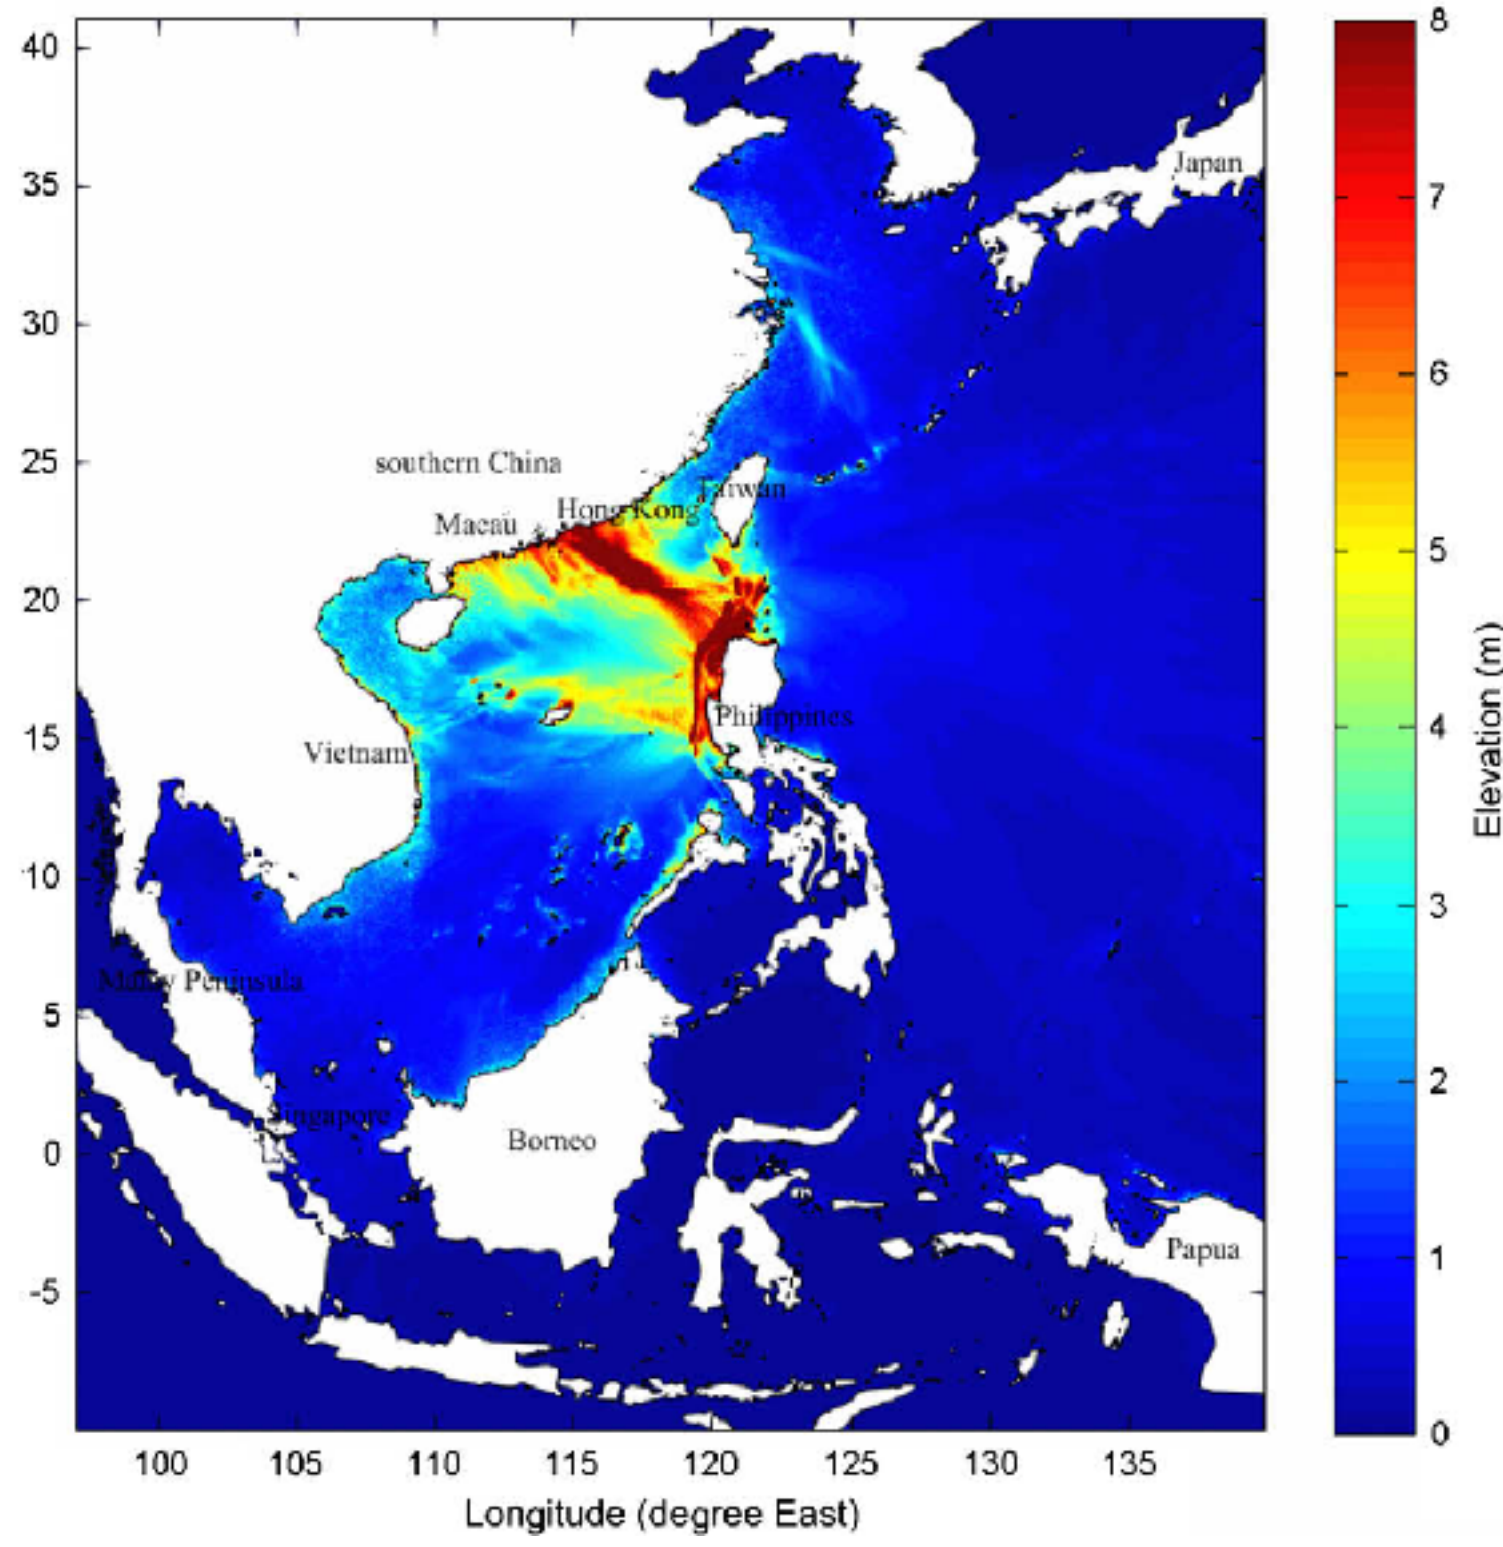 40
35
30
25
20
15
10
5
0
-5
100 105 110 115 120 125 130 135
Longitude (degree East)
Japan
southern China
Taiwan
Hong Kong
Macau
Philippines
Vietnam
Malay Peninsula
Singapore
Borneo
Papua
8
7
6
5
4
3
2
1
0
Elevation (m)